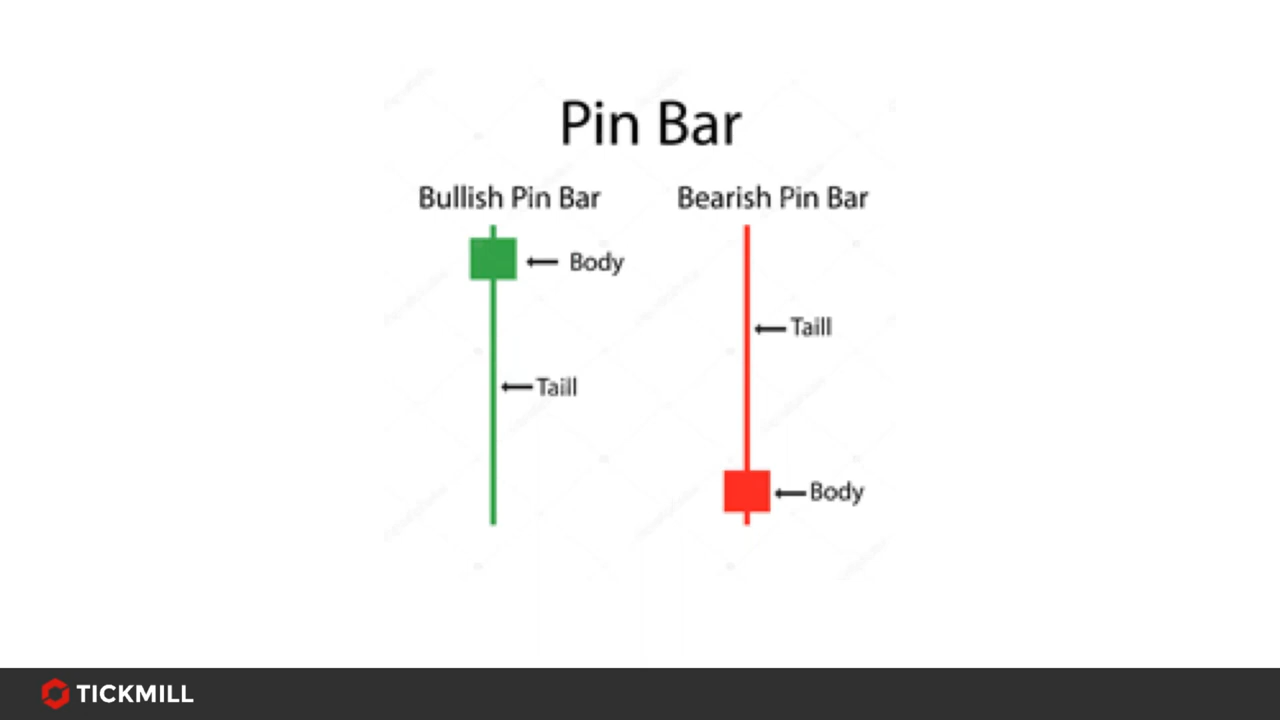 Pin Bar
Bullish Pin Bar
Bearish Pin Bar
Body
Taill
Taill
Body
TICKMILL